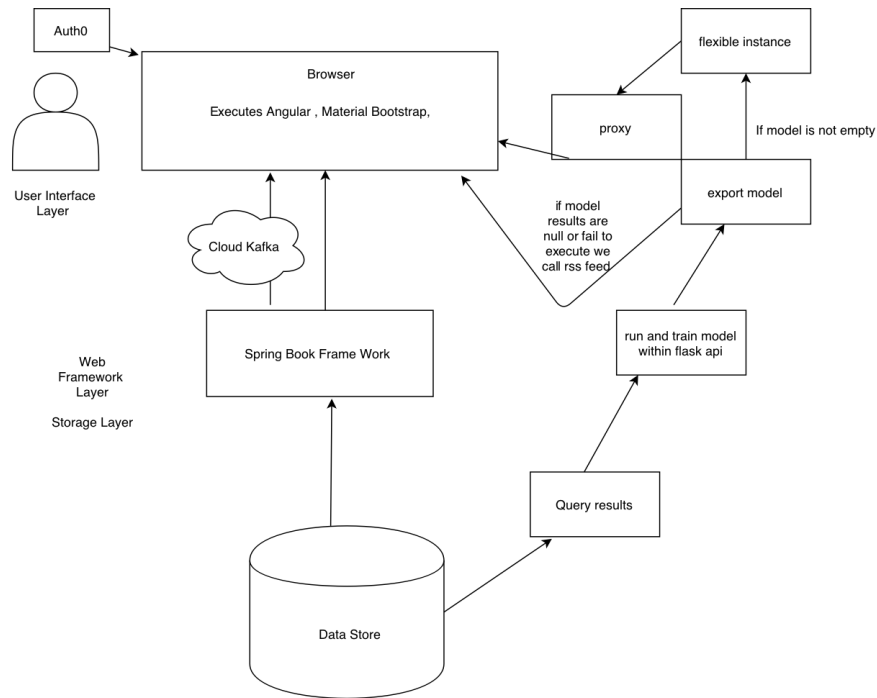 Auth0
flexible instance
Browser
Executes Angular , Material Bootstrap,
proxy
If model is not empty
User Interface
Layer
export model
if model
results are
null or fail to
execute we
call rss feed
Cloud Kafka
run and train model
within flask api
Spring Book Frame Work
Web
Framework
Layer
Storage Layer
Query results
Data Store